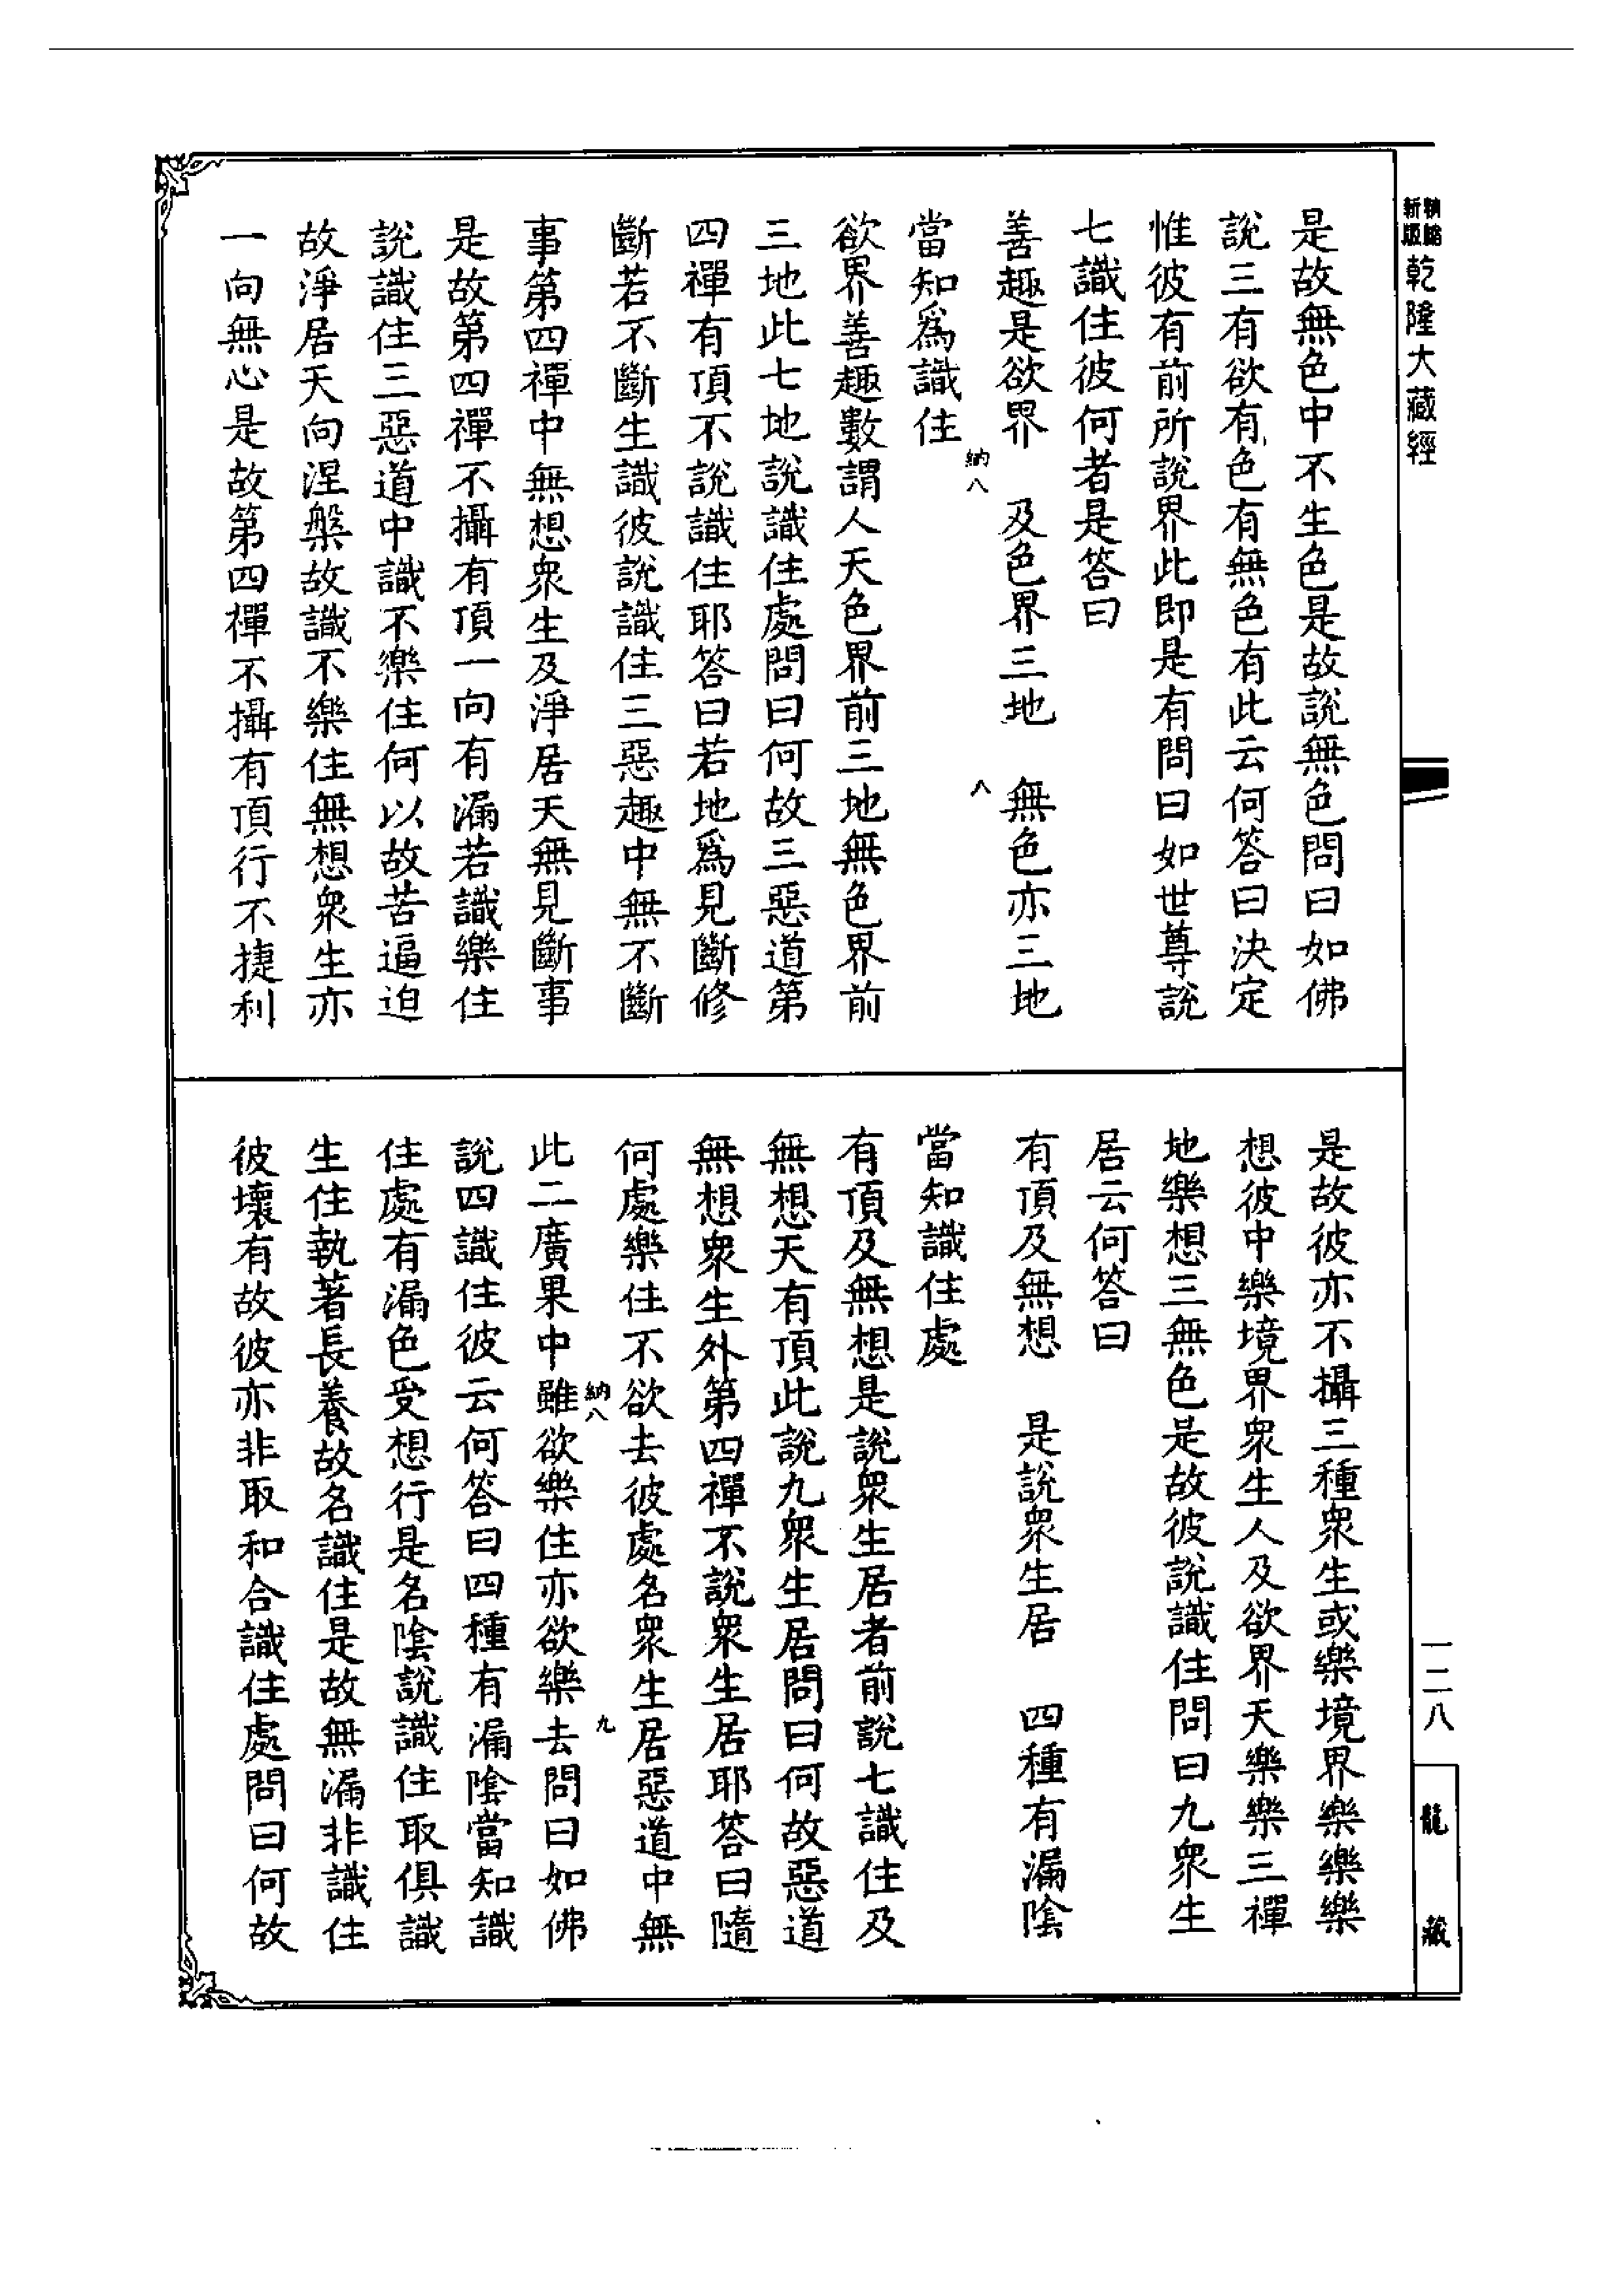 新版
精縮
乾隆大藏經
是故無色中不生色是故說無色問曰如佛
說三有欲有色有無色有此云何答曰決定
惟彼有前所說界此即是有問曰如世尊說
七識住彼何者是答曰
善趣是欲界　及色界三地　無色亦三地
納八
八
當知爲識住
欲界善趣數謂人天色界前三地無色界前
三地此七地說識住處問曰何故三惡道第
四禪有頂不說識住耶答曰若地爲見斷修
斷若不斷生識彼說識住三惡趣中無不斷
事第四禪中無想衆生及淨居天無見斷事
是故第四禪不攝有頂一向有漏若識樂住
說識住三惡道中識不樂住何以故苦逼迫
故淨居天向涅槃故識不樂住無想衆生亦
一向無心是故第四禪不攝有頂行不捷利
是故彼亦不攝三種衆生或樂境界樂樂樂
想彼中樂境界衆生人及欲界天樂樂三禪
地樂想三無色是故彼說識住問曰九衆生
居云何答曰
有頂及無想　是說衆生居　四種有漏陰
當知識住處
有頂及無想是說衆生居者前說七識住及
無想天有頂此說九衆生居問曰何故惡道
無想衆生外第四禪不說衆生居耶答曰隨
何處樂住不欲去彼處名衆生居惡道中無
納八
九
此二廣果中雖欲樂住亦欲樂去問曰如佛
說四識住彼云何答曰四種有漏陰當知識
住處有漏色受想行是名陰說識住取俱識
生住執著長養故名識住是故無漏非識住
彼壞有故彼亦非取和合識住處問曰何故
一二八
龍藏